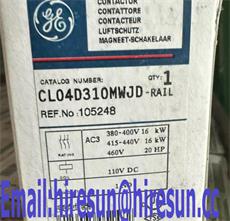 CONTACTOR
CONTATTORE
CONTACTEUR
LUFTSCHUTZ
MAGNEET-SCHAKELAAR
GE
CATALOG NUMBER:
QTY: 1
CL04D310MWJD-RAIL
REF.No: 105248
AC3
380-400V 16 kW
415-440V 16 kW
460V 20 HP
110V DC
Email:hiresun@hiresun.cc